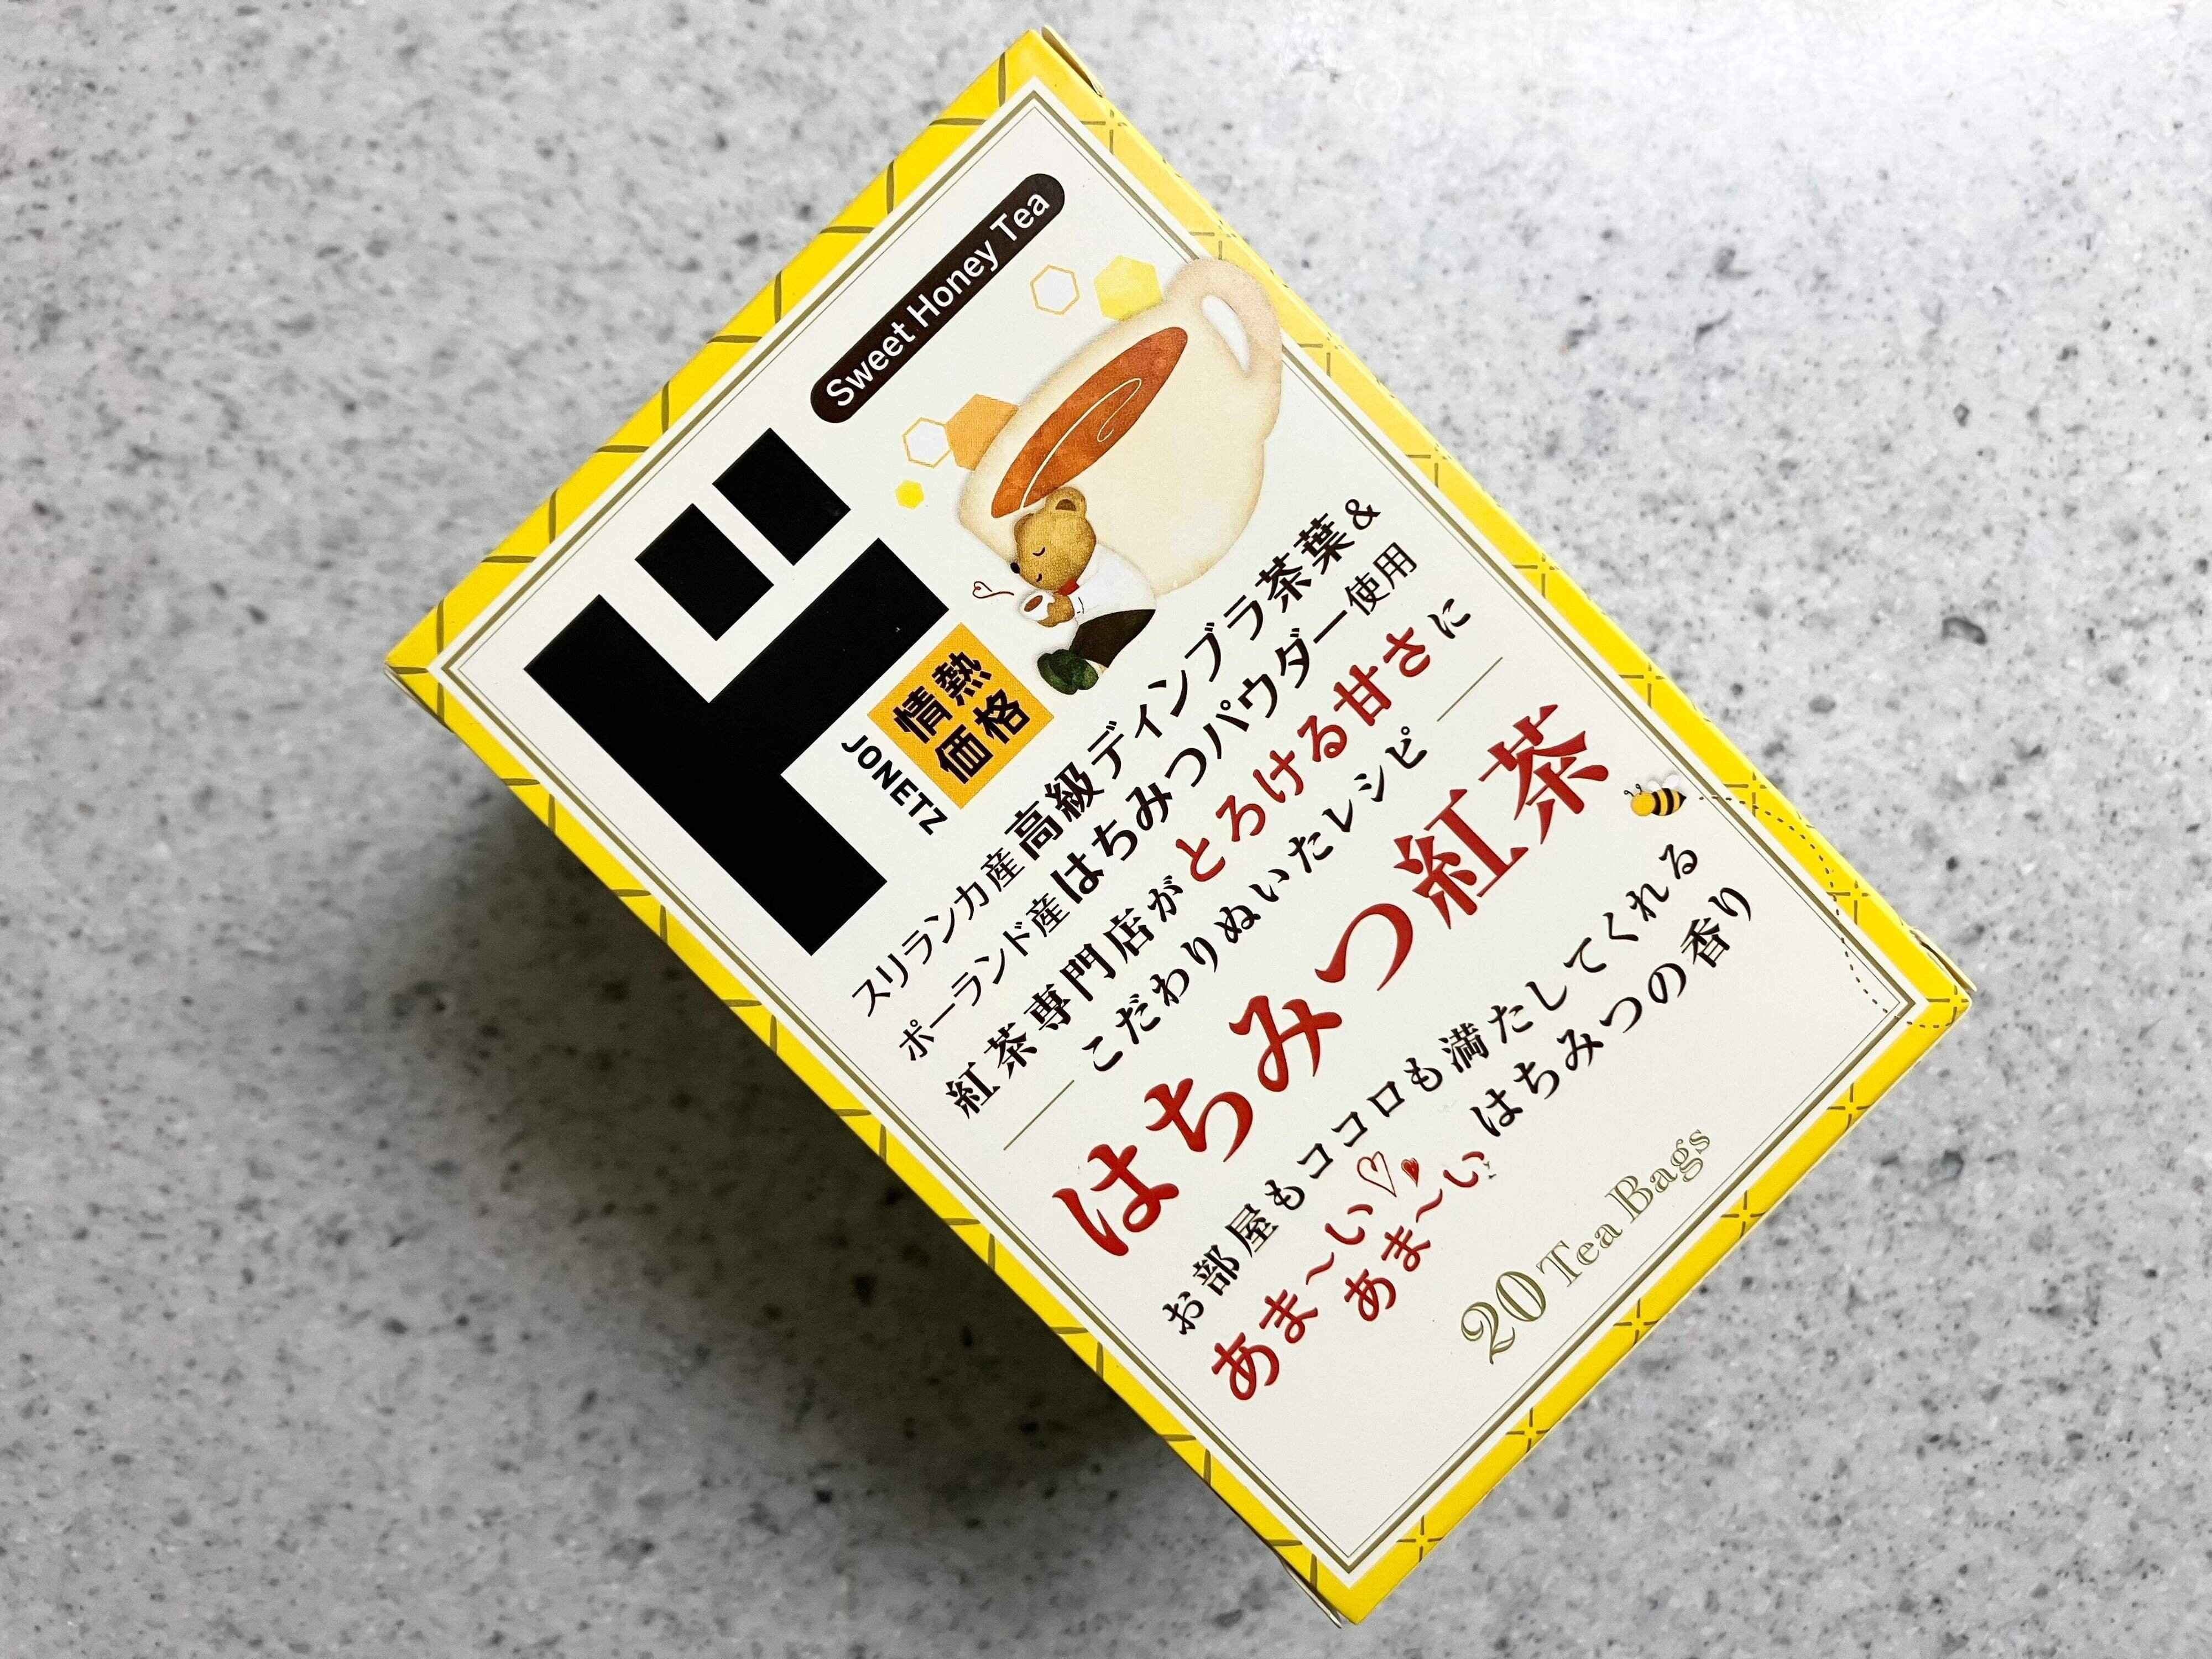 Sweet Honey Tea
ド
情熱
価格
JONETZ
スリランカ産高級ディンブラ茶葉&
ポーランド産はちみつパウダー使用
紅茶専門店がとろける甘さに
こだわりぬいたレシピ
はちみつ紅茶
お部屋もココロも満たしてくれる
あま〜い
あま〜いはちみつの香り
20 Tea Bags